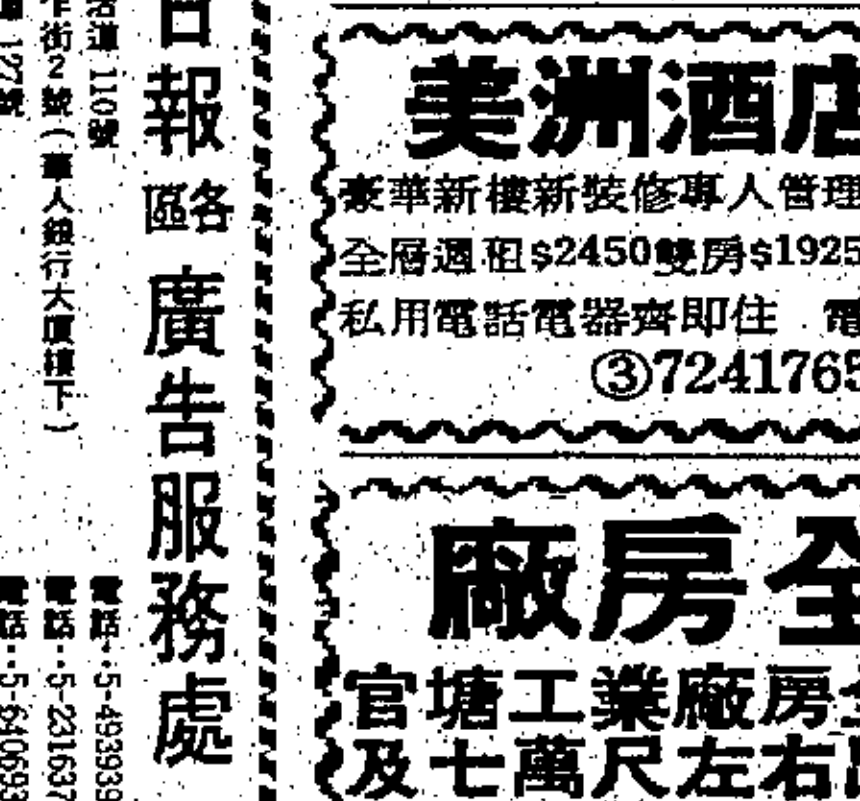 日報各區廣告服務處
110號
電話：5-493939
街2號（華人銀行大廈樓下）
電話：5-231637
127號
電話：5-640693
美洲酒店
豪華新樓新裝修專人管理
全層週租$2450雙房$1925
私用電話電器齊即住 電
③7241765
廠房全
官塘工業廠房
及七萬尺左右